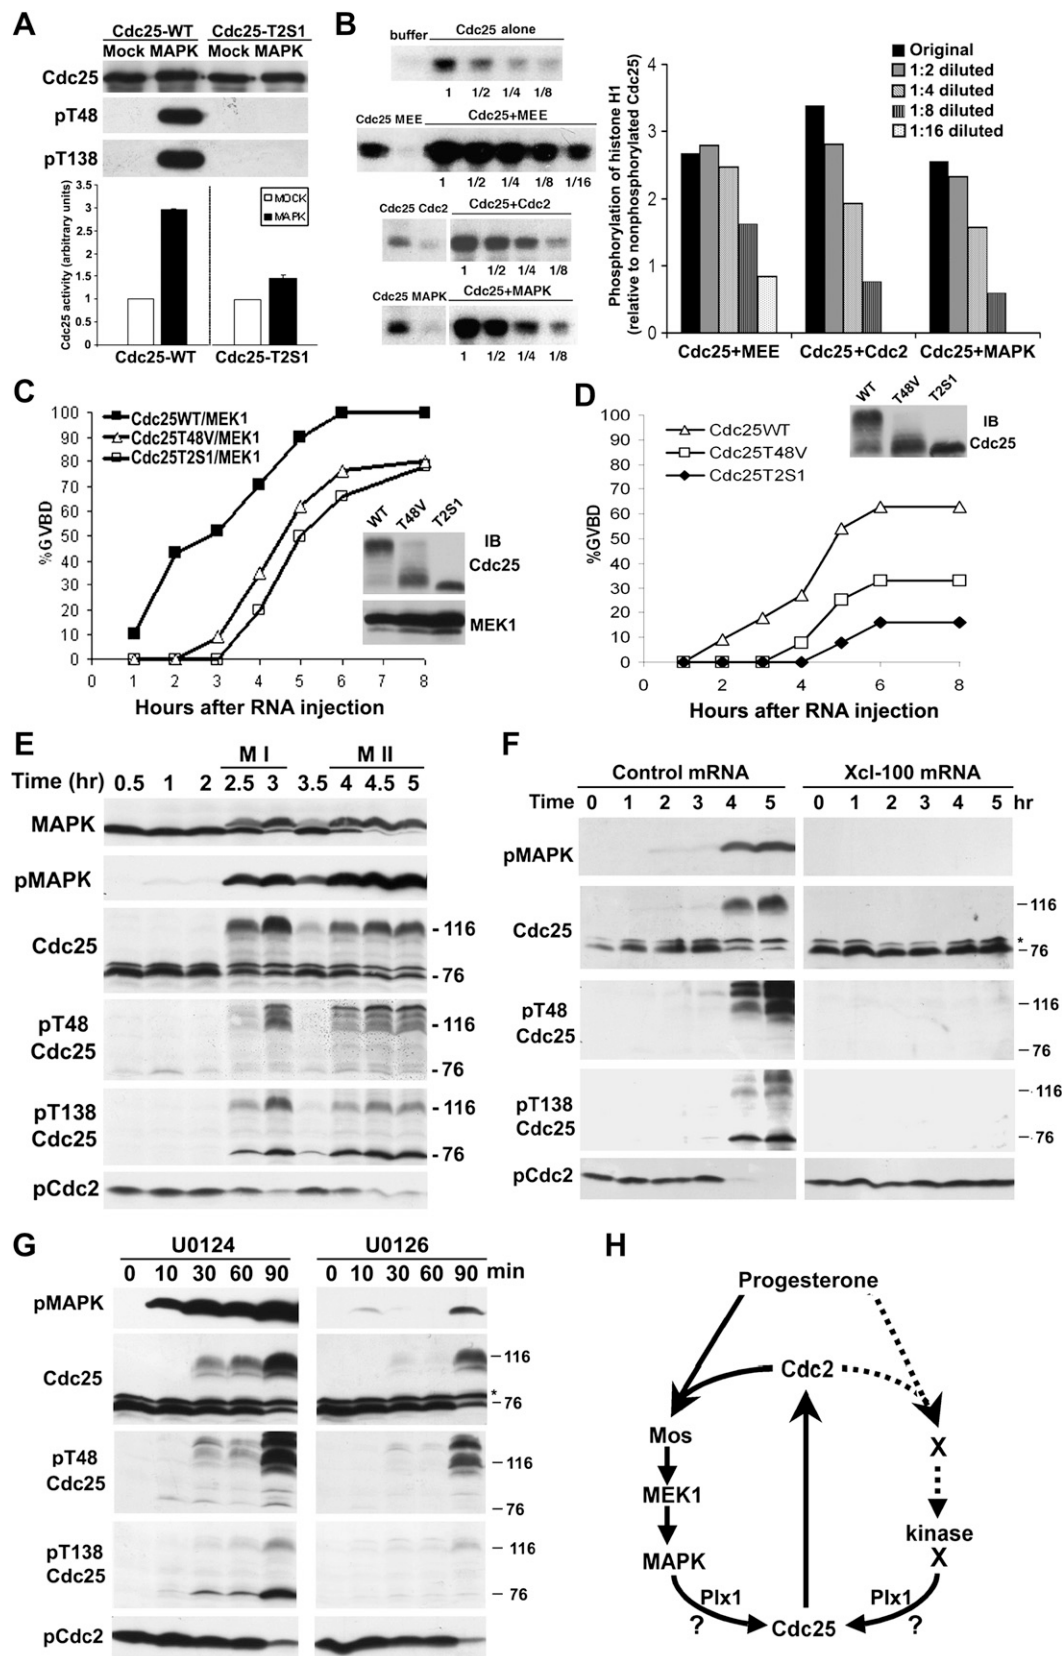 A
Cdc25-WT Cdc25-T2S1
Mock MAPK Mock MAPK
Cdc25
pT48
pT138
Cdc25 activity (arbitrary units)
3.5
3
2.5
2
1.5
1
0.5
0
MOCK
MAPK
Cdc25-WT Cdc25-T2S1
B
buffer Cdc25 alone
1 1/2 1/4 1/8
Cdc25 MEE Cdc25+MEE
1 1/2 1/4 1/8 1/16
Cdc25 Cdc2 Cdc25+Cdc2
1 1/2 1/4 1/8
Cdc25 MAPK Cdc25+MAPK
1 1/2 1/4 1/8
Phosphorylation of histone H1
(relative to nonphosphorylated Cdc25)
4
3
2
1
0
Original
1:2 diluted
1:4 diluted
1:8 diluted
1:16 diluted
Cdc25+MEE Cdc25+Cdc2 Cdc25+MAPK
C
%GVBD
100
90
80
70
60
50
40
30
20
10
0
Cdc25WT/MEK1
Cdc25T48V/MEK1
Cdc25T2S1/MEK1
WT T48V T2S1
IB
Cdc25
MEK1
0 1 2 3 4 5 6 8
Hours after RNA injection
D
%GVBD
100
90
80
70
60
50
40
30
20
10
0
Cdc25WT
Cdc25T48V
Cdc25T2S1
WT T48V T2S1
IB
Cdc25
0 2 4 6 8
Hours after RNA injection
E
M I M II
Time (hr) 0.5 1 2 2.5 3 3.5 4 4.5 5
MAPK
pMAPK
Cdc25
- 116
- 76
pT48
Cdc25
- 116
- 76
pT138
Cdc25
- 116
- 76
pCdc2
F
Control mRNA Xcl-100 mRNA
Time 0 1 2 3 4 5 0 1 2 3 4 5 hr
pMAPK
Cdc25
– 116
*
– 76
pT48
Cdc25
– 116
– 76
pT138
Cdc25
– 116
– 76
pCdc2
G
U0124 U0126
0 10 30 60 90 0 10 30 60 90 min
pMAPK
Cdc25
– 116
*
– 76
pT48
Cdc25
– 116
– 76
pT138
Cdc25
– 116
– 76
pCdc2
H
Progesterone
Cdc2
Mos
X
MEK1
kinase
X
MAPK
Plx1 Plx1
? ?
Cdc25